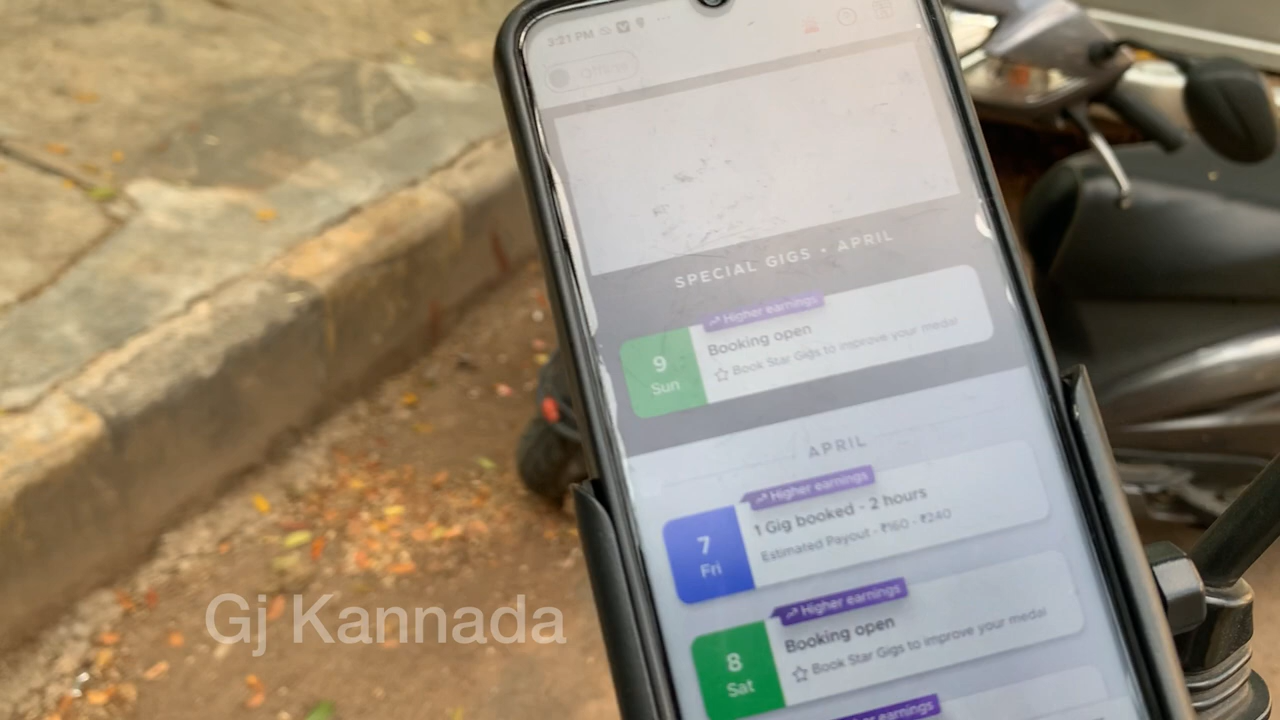 3:21 PM
Offline
SPECIAL GIGS • APRIL
Higher earnings
9
Sun
Booking open
Book Star Gigs to improve your medal
APRIL
Higher earnings
7
Fri
1 Gig booked - 2 hours
Estimated Payout - ₹160 - ₹240
Higher earnings
8
Sat
Booking open
Book Star Gigs to improve your medal
Higher earnings
Gj Kannada